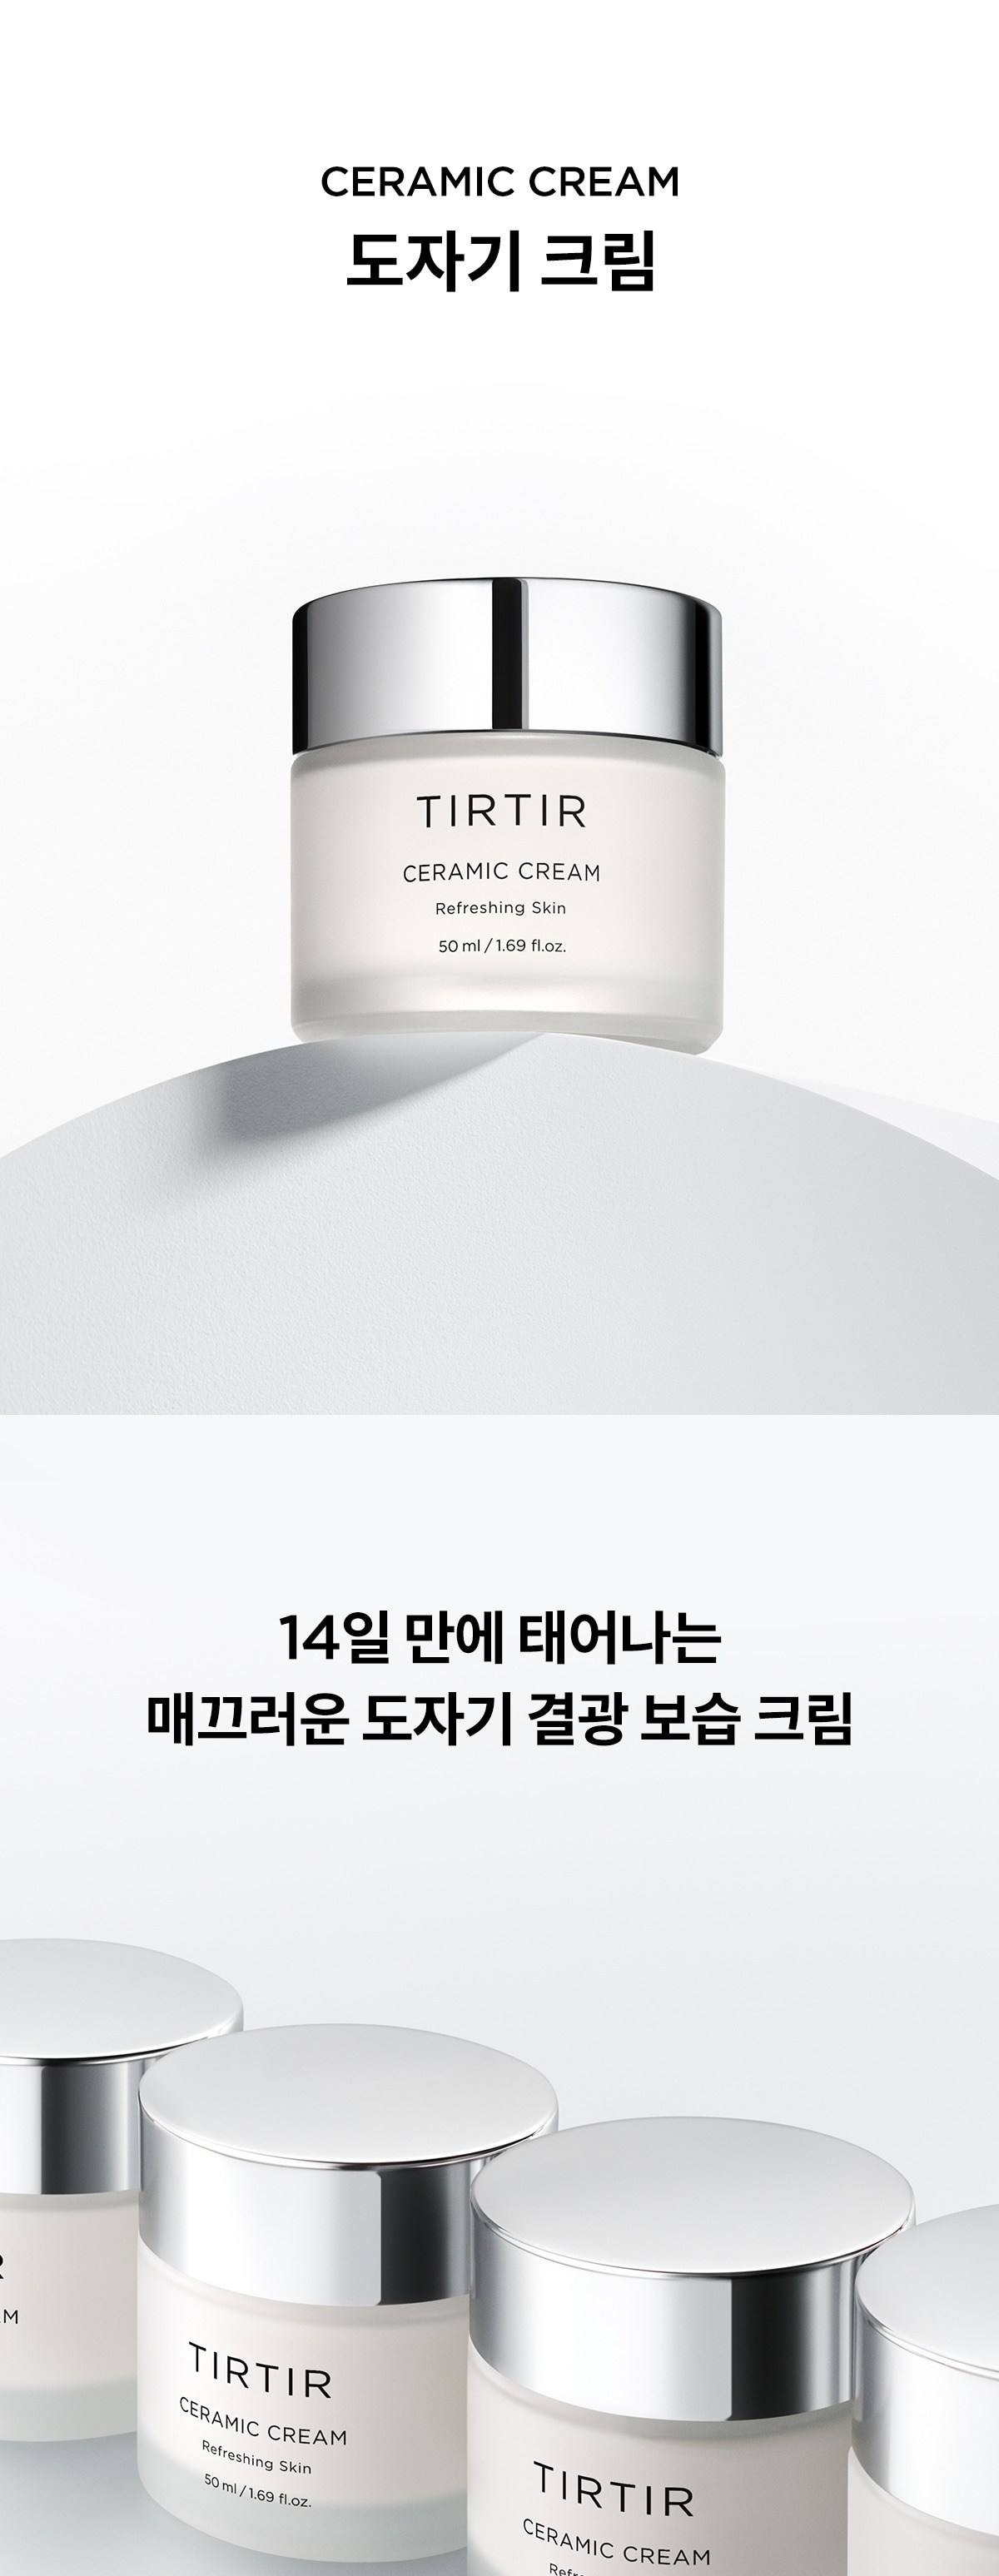 CERAMIC CREAM
도자기 크림
TIRTIR
CERAMIC CREAM
Refreshing Skin
50 ml / 1.69 fl.oz.
14일 만에 태어나는
매끄러운 도자기 결광 보습 크림
TIRTIR
CERAMIC CREAM
Refreshing Skin
50 ml / 1.69 fl.oz.
TIRTIR
CERAMIC CREAM